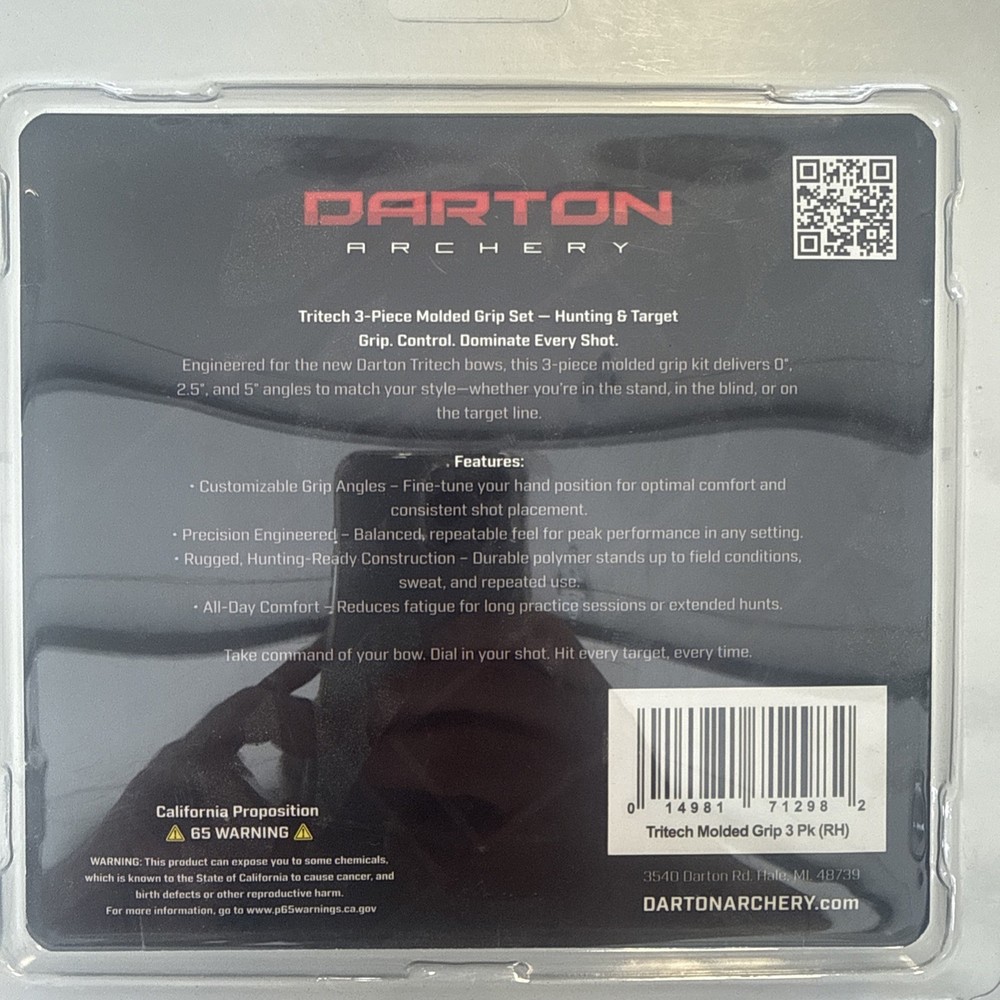 DARTON
ARCHERY
Tritech 3-Piece Molded Grip Set — Hunting & Target
Grip. Control. Dominate Every Shot.
Engineered for the new Darton Tritech bows, this 3-piece molded grip kit delivers 0°,
2.5°, and 5° angles to match your style—whether you're in the stand, in the blind, or on
the target line.
. Features:
• Customizable Grip Angles – Fine-tune your hand position for optimal comfort and
consistent shot placement.
• Precision Engineered – Balanced, repeatable feel for peak performance in any setting.
• Rugged, Hunting-Ready Construction – Durable polymer stands up to field conditions,
sweat, and repeated use.
• All-Day Comfort – Reduces fatigue for long practice sessions or extended hunts.
Take command of your bow. Dial in your shot. Hit every target, every time.
0 14981 71298 2
Tritech Molded Grip 3 Pk (RH)
California Proposition
⚠ 65 WARNING ⚠
WARNING: This product can expose you to some chemicals,
which is known to the State of California to cause cancer, and
birth defects or other reproductive harm.
For more information, go to www.p65warnings.ca.gov
3540 Darton Rd, Hale, MI, 48739
DARTONARCHERY.com